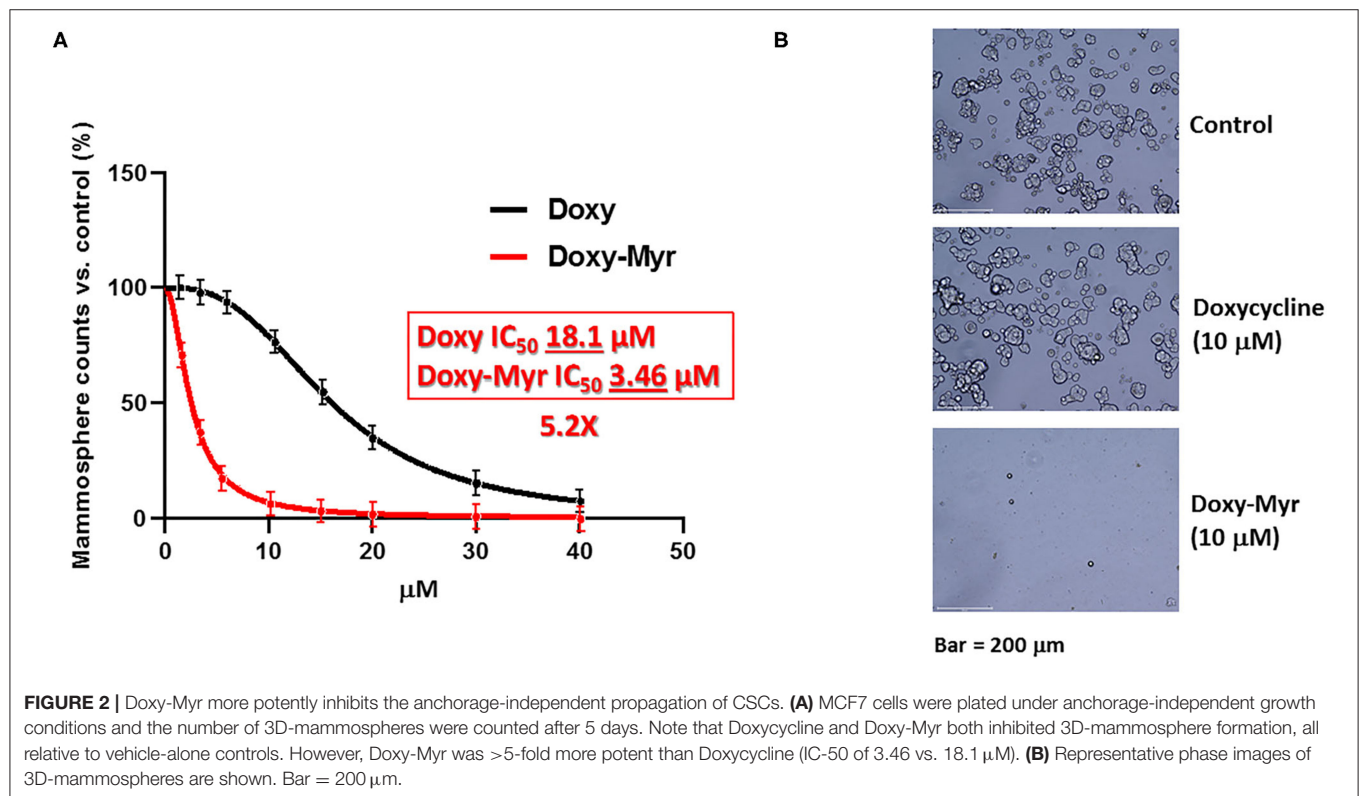 A
Mammosphere counts vs. control (%)
150
100
50
0
0 10 20 30 40 50
μM
Doxy
Doxy-Myr
Doxy IC50 18.1 μM
Doxy-Myr IC50 3.46 μM
5.2X
B
Control
Doxycycline
(10 μM)
Doxy-Myr
(10 μM)
Bar = 200 μm
FIGURE 2 | Doxy-Myr more potently inhibits the anchorage-independent propagation of CSCs. (A) MCF7 cells were plated under anchorage-independent growth
conditions and the number of 3D-mammospheres were counted after 5 days. Note that Doxycycline and Doxy-Myr both inhibited 3D-mammosphere formation, all
relative to vehicle-alone controls. However, Doxy-Myr was >5-fold more potent than Doxycycline (IC-50 of 3.46 vs. 18.1 μM). (B) Representative phase images of
3D-mammospheres are shown. Bar = 200 μm.